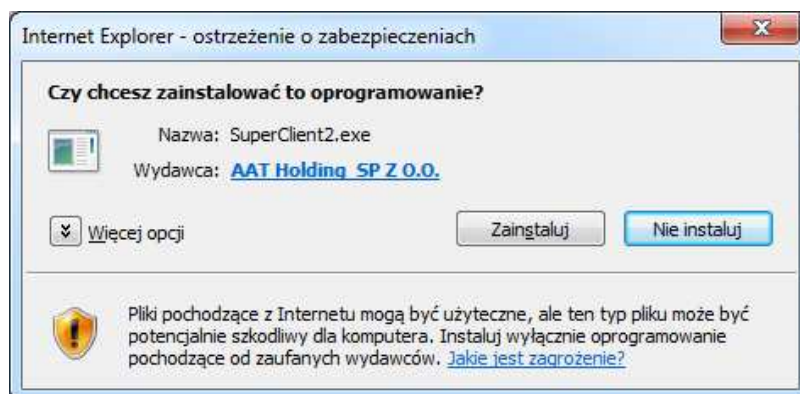 Internet Explorer - ostrzeżenie o zabezpieczeniach
Czy chcesz zainstalować to oprogramowanie?
Nazwa: SuperClient2.exe
Wydawca: AAT Holding SP Z O.O.
Więcej opcji
Zainstaluj
Nie instaluj
Pliki pochodzące z Internetu mogą być użyteczne, ale ten typ pliku może być
potencjalnie szkodliwy dla komputera. Instaluj wyłącznie oprogramowanie
pochodzące od zaufanych wydawców. Jakie jest zagrożenie?